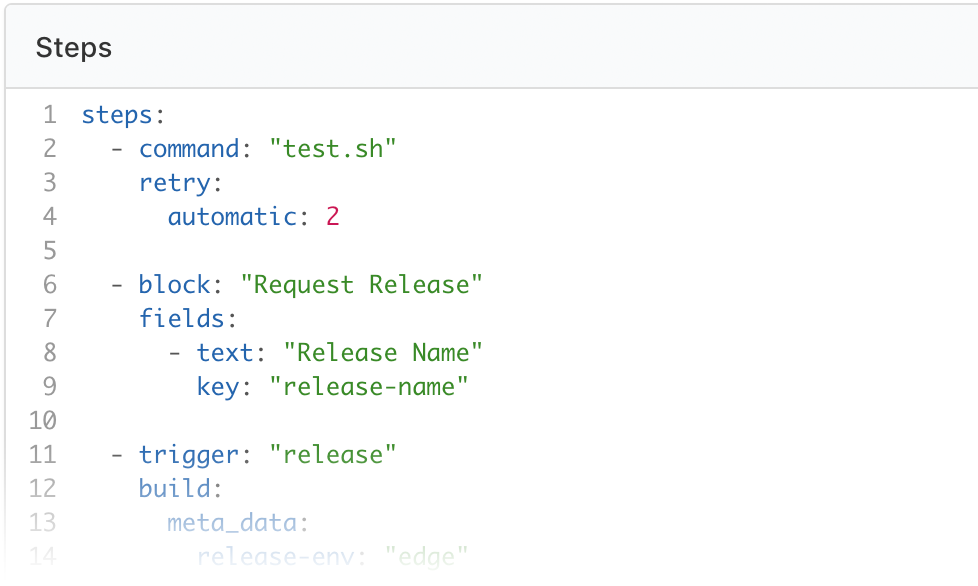 Steps
1 steps:
2   - command: "test.sh"
3     retry:
4       automatic: 2
5
6   - block: "Request Release"
7     fields:
8       - text: "Release Name"
9         key: "release-name"
10
11   - trigger: "release"
12     build:
13       meta_data:
14         release-env: "edge"